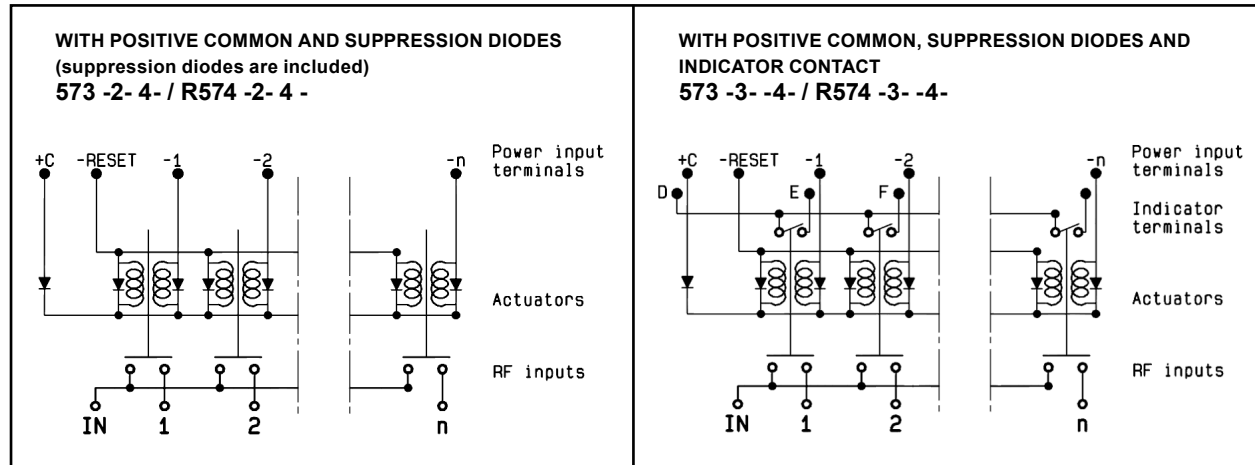 WITH POSITIVE COMMON AND SUPPRESSION DIODES
(suppression diodes are included)
573 -2- 4- / R574 -2- 4 -
+C -RESET -1 -2 -n
Power input
terminals
Actuators
RF inputs
IN 1 2 n
WITH POSITIVE COMMON, SUPPRESSION DIODES AND
INDICATOR CONTACT
573 -3- -4- / R574 -3- -4-
+C -RESET -1 -2 -n
Power input
terminals
D E F
Indicator
terminals
Actuators
RF inputs
IN 1 2 n